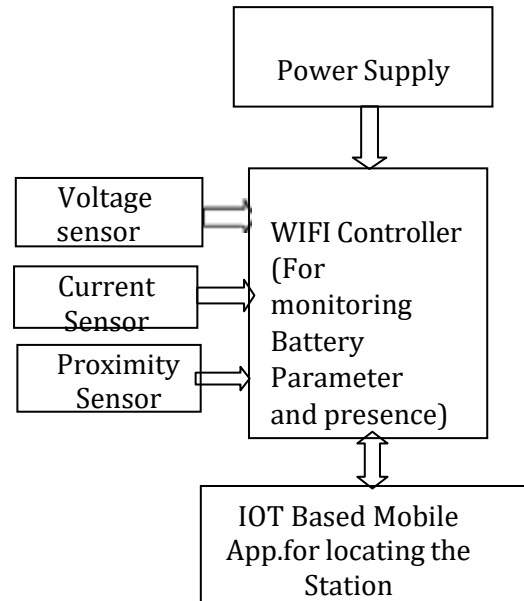 Power Supply
Voltage
sensor
Current
Sensor
Proximity
Sensor
WIFI Controller
(For
monitoring
Battery
Parameter
and presence)
IOT Based Mobile
App.for locating the
Station